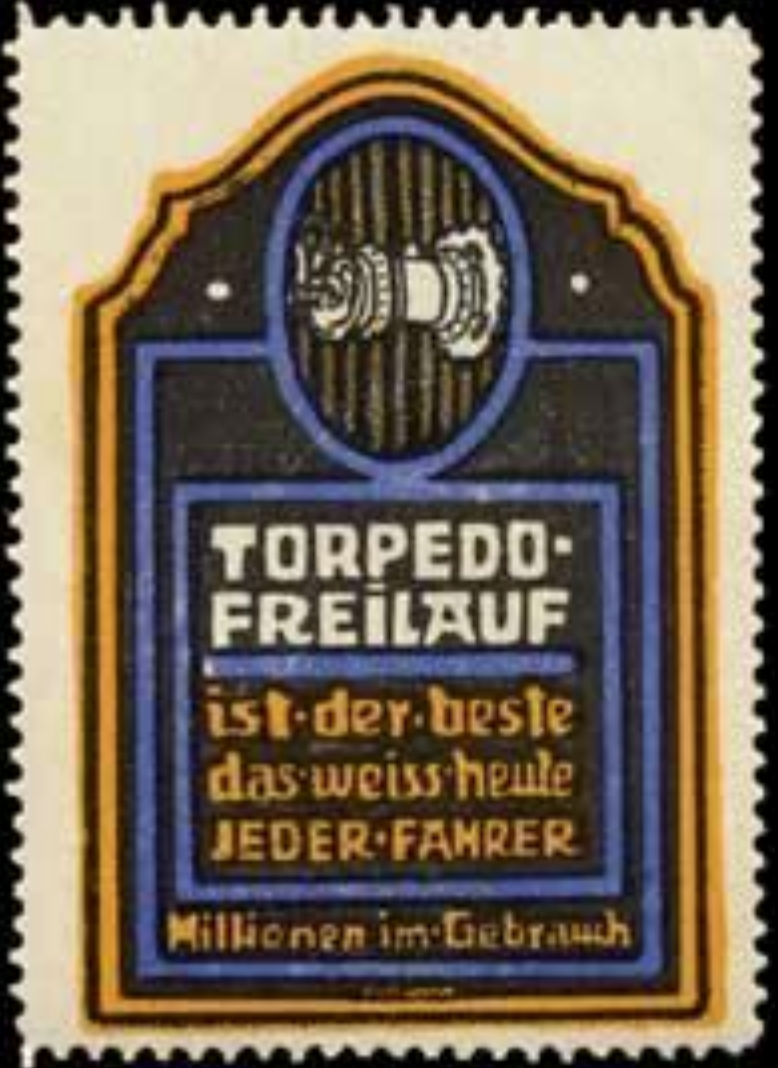 TORPEDO·
FREILAUF
ist·der·beste
das·weiss·heute
JEDER·FAHRER
Millionen im·Gebrauch